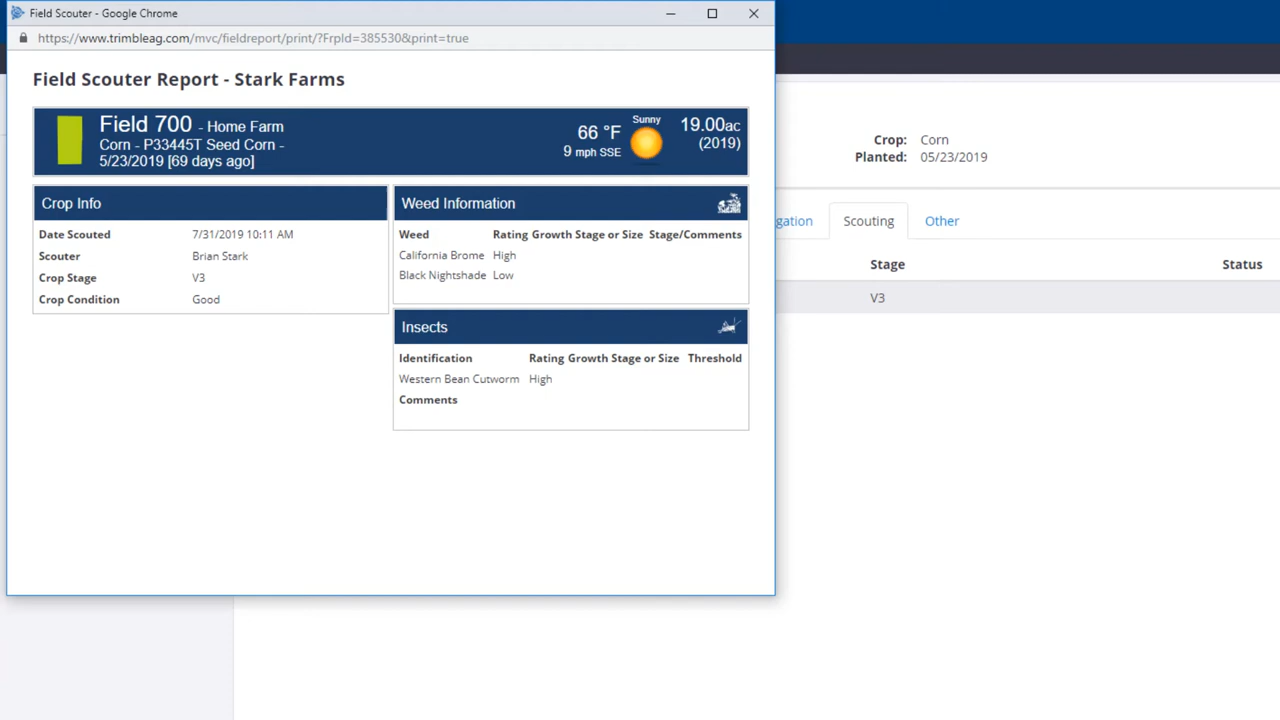 Field Scouter - Google Chrome
https://www.trimbleag.com/mvc/fieldreport/print/?FrpId=385530&print=true
Field Scouter Report - Stark Farms
Field 700 - Home Farm
Corn - P33445T Seed Corn -
5/23/2019 [69 days ago]
66 °F
9 mph SSE
Sunny
19.00ac
(2019)
Crop Info
Date Scouted 7/31/2019 10:11 AM
Scouter Brian Stark
Crop Stage V3
Crop Condition Good
Weed Information
Weed Rating Growth Stage or Size Stage/Comments
California Brome High
Black Nightshade Low
Insects
Identification Rating Growth Stage or Size Threshold
Western Bean Cutworm High
Comments
Crop: Corn
Planted: 05/23/2019
gation Scouting Other
Stage Status
V3